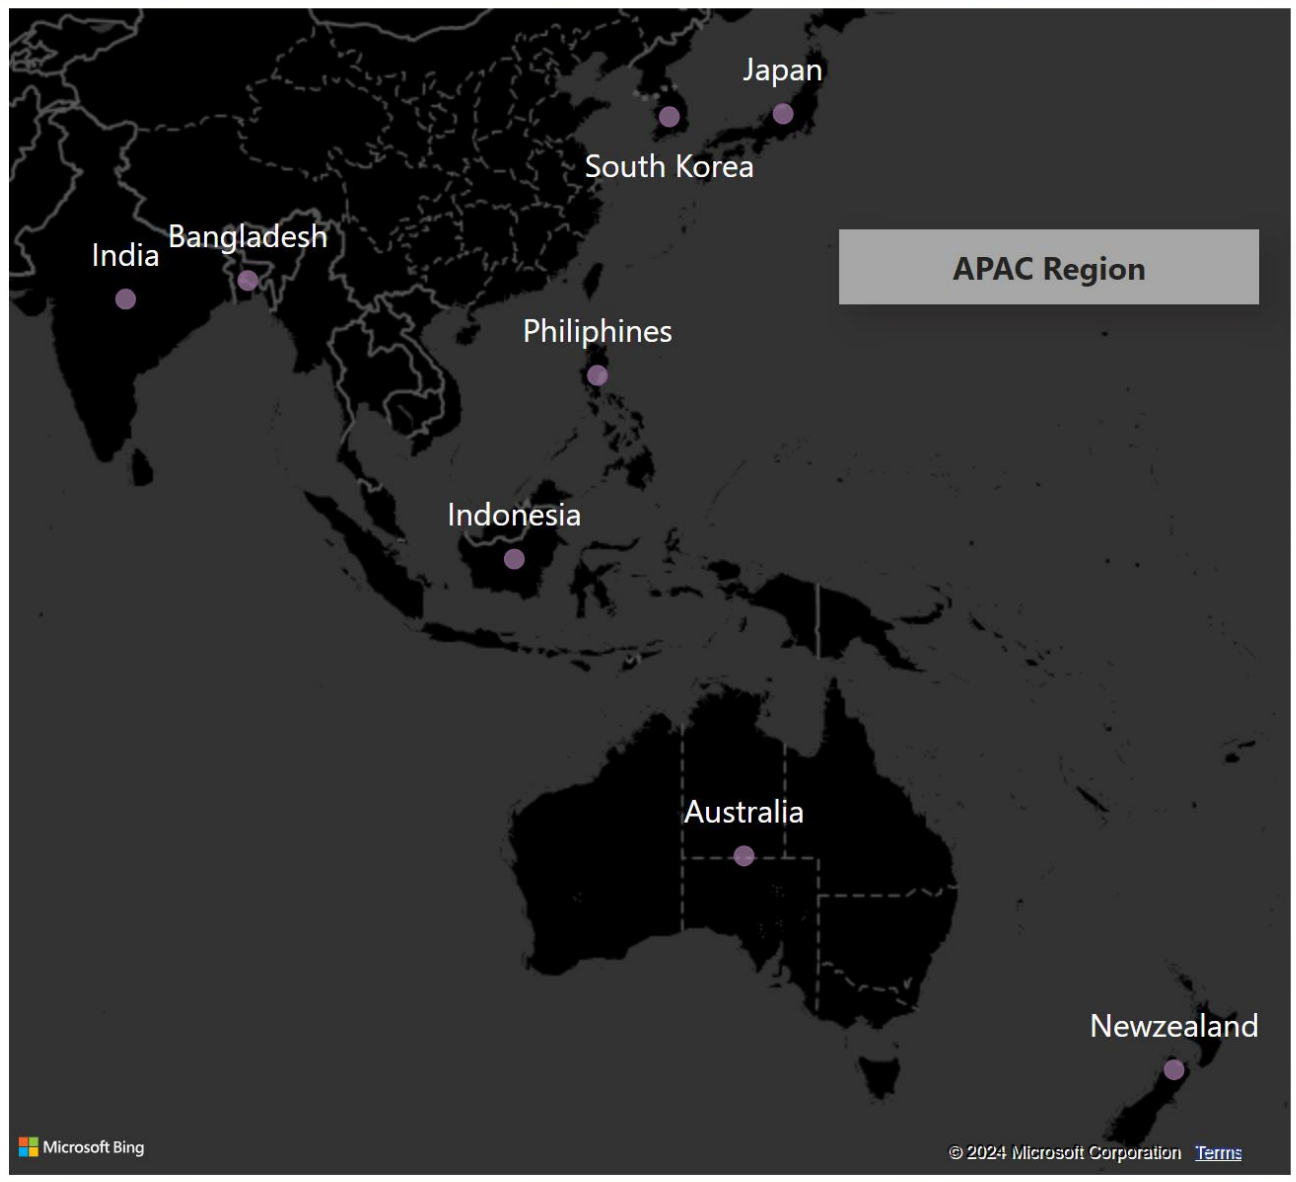 Japan
South Korea
Bangladesh
India
APAC Region
Philiphines
Indonesia
Australia
Newzealand
Microsoft Bing
© 2024 Microsoft Corporation Terms